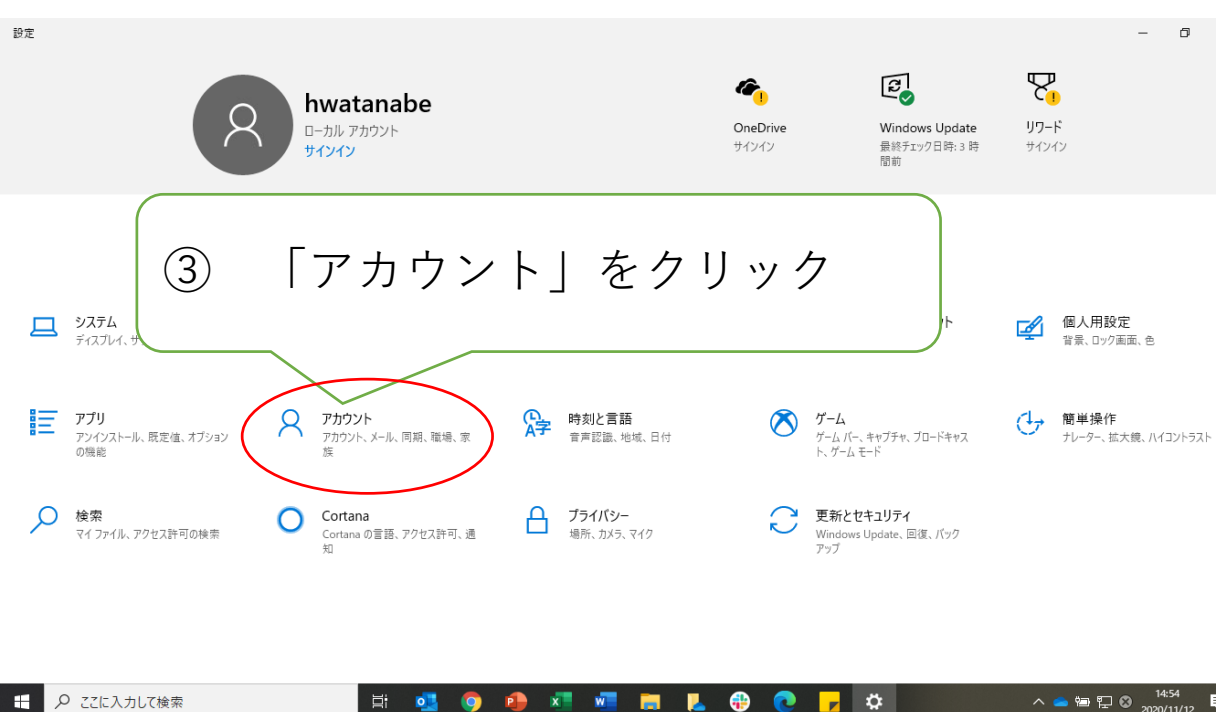 設定
hwatanabe
ローカル アカウント
サインイン
OneDrive
サインイン
Windows Update
最終チェック日時: 3 時
間前
リワード
サインイン
③ 「アカウント」をクリック
システム
ディスプレイ、サ
ト
個人用設定
背景、ロック画面、色
アプリ
アンインストール、既定値、オプション
の機能
アカウント
アカウント、メール、同期、職場、家
族
時刻と言語
音声認識、地域、日付
ゲーム
ゲーム バー、キャプチャ、ブロードキャス
ト、ゲーム モード
簡単操作
ナレーター、拡大鏡、ハイコントラスト
検索
マイ ファイル、アクセス許可の検索
Cortana
Cortana の言語、アクセス許可、通
知
プライバシー
場所、カメラ、マイク
更新とセキュリティ
Windows Update、回復、バック
アップ
ここに入力して検索
14:54
2020/11/12